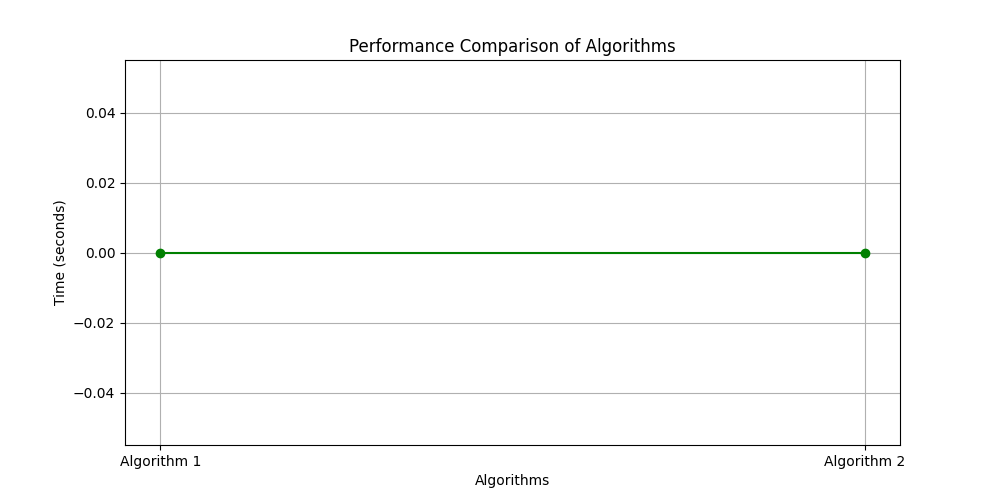 Performance Comparison of Algorithms
0.04
0.02
0.00
−0.02
−0.04
Time (seconds)
Algorithm 1
Algorithm 2
Algorithms